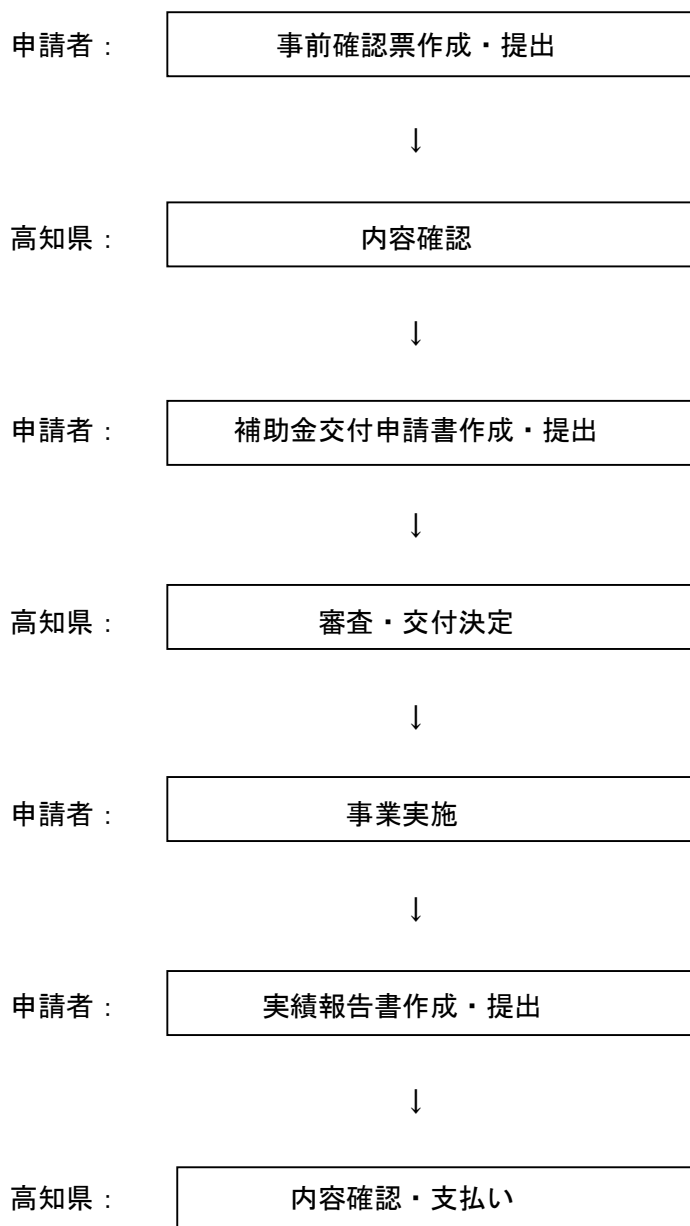 申請者： 事前確認票作成・提出
↓
高知県： 内容確認
↓
申請者： 補助金交付申請書作成・提出
↓
高知県： 審査・交付決定
↓
申請者： 事業実施
↓
申請者： 実績報告書作成・提出
↓
高知県： 内容確認・支払い